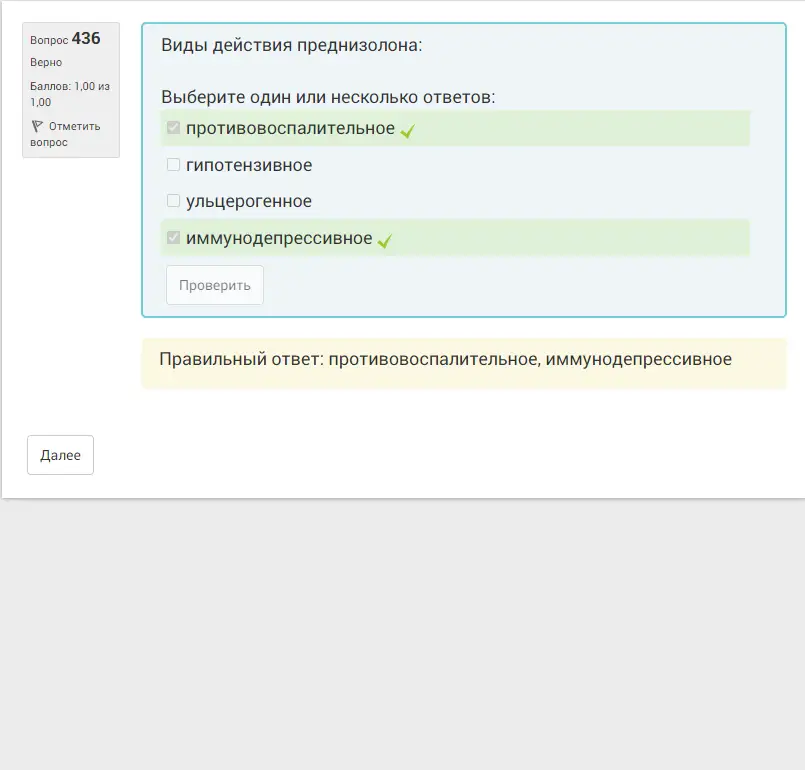 Вопрос 436
Верно
Баллов: 1,00 из
1,00
Отметить
вопрос
Виды действия преднизолона:
Выберите один или несколько ответов:
противовоспалительное
гипотензивное
ульцерогенное
иммунодепрессивное
Проверить
Правильный ответ: противовоспалительное, иммунодепрессивное
Далее